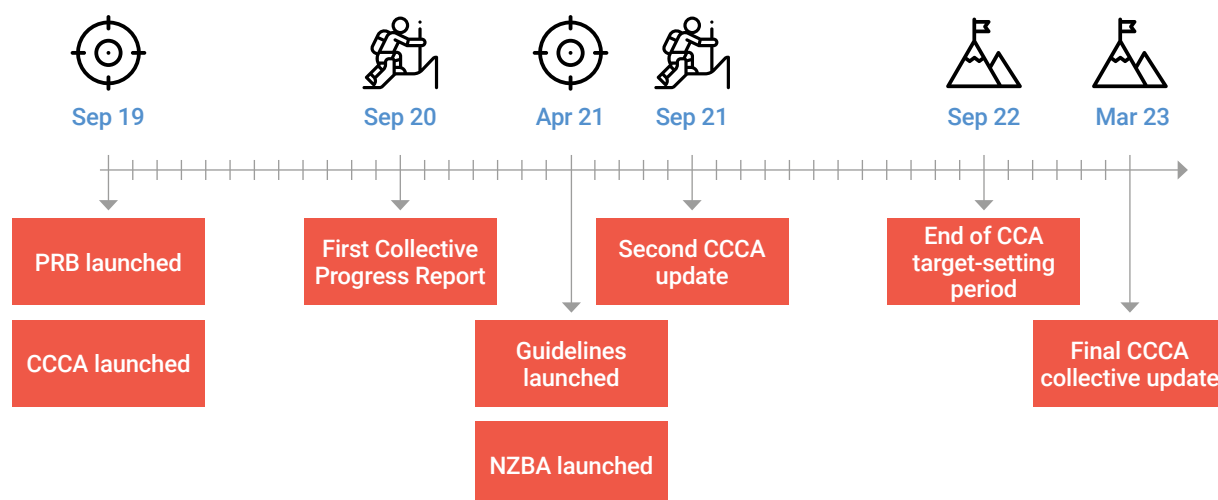 Sep 19
Sep 20
Apr 21
Sep 21
Sep 22
Mar 23
PRB launched
First Collective
Progress Report
Second CCCA
update
End of CCA
target-setting
period
CCCA launched
Guidelines
launched
Final CCCA
collective update
NZBA launched